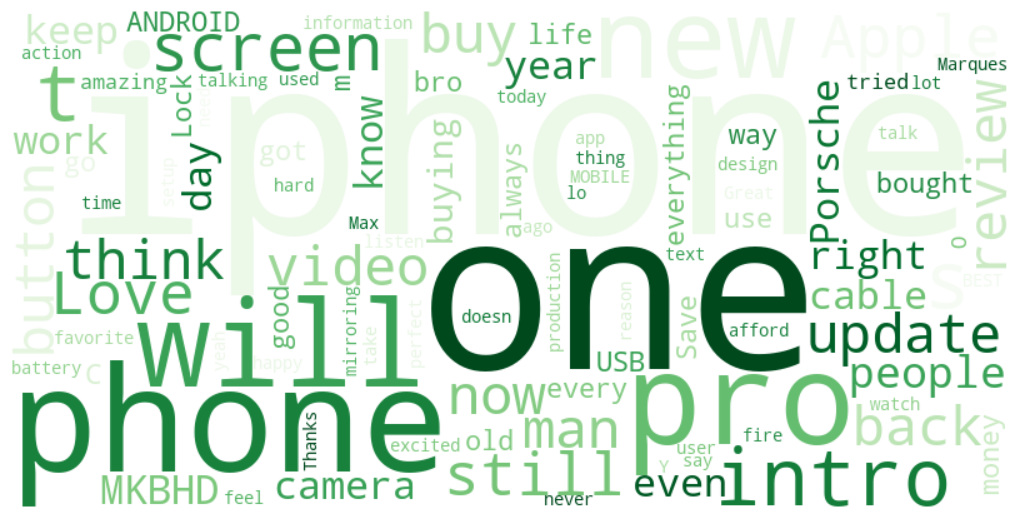 keep
ANDROID
information
buy
life
new
Apple
action
screen
iphone
year
Marques
t
amazing
talking
used
m
bro
today
tried
lot
work
Lock
here
know
buying
always
app
thing
MOBILE
lo
everything
way
design
Great
use
Porsche
talk
bought
review
go
day
setup
got
hard
time
button
Max
listen
ago
text
right
o
s
BEST
think
video
one
Love
will
good
mirroring
take
perfect
doesn
production
reason
Save
afford
cable
update
favorite
battery
C
yeah
happy
USB
people
phone
now
every
pro
watch
Thanks
excited
old
man
user
say
Y
fire
back
money
MKBHD
feel
camera
still
never
even
intro